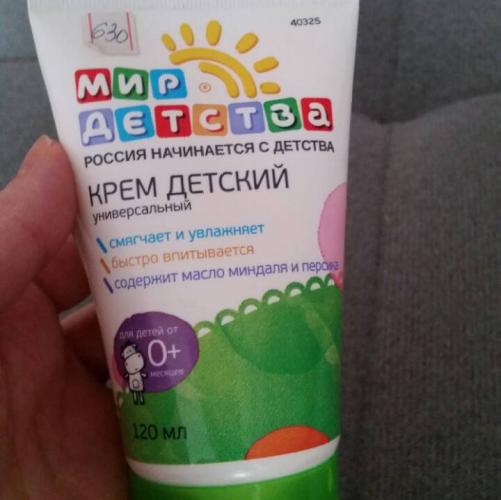 630
40325
МИР
ДЕТСТВА
РОССИЯ НАЧИНАЕТСЯ С ДЕТСТВА
КРЕМ ДЕТСКИЙ
универсальный
смягчает и увлажняет
быстро впитывается
содержит масло миндаля и персика
для детей от
0+
месяцев
120 мл